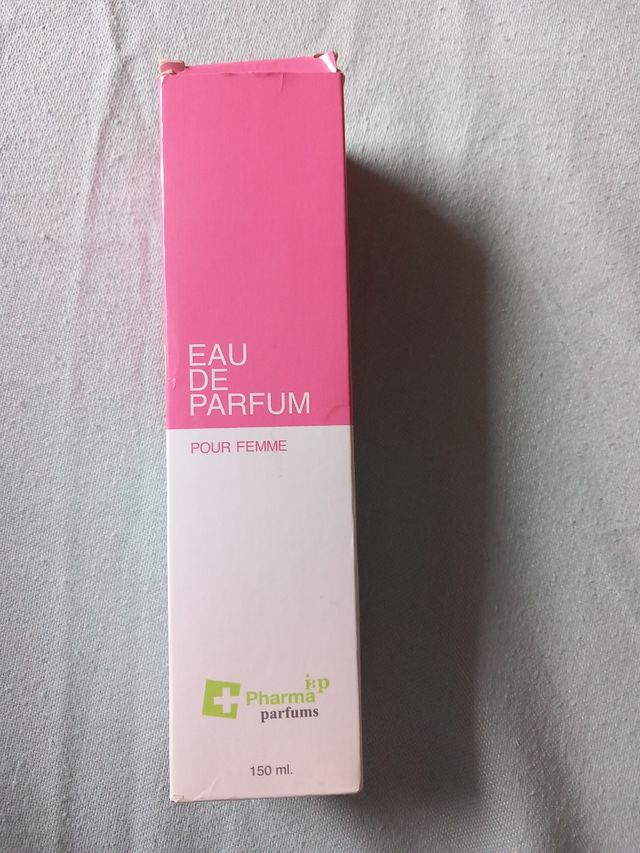 EAU
DE
PARFUM
POUR FEMME
iap
Pharma
parfums
150 ml.